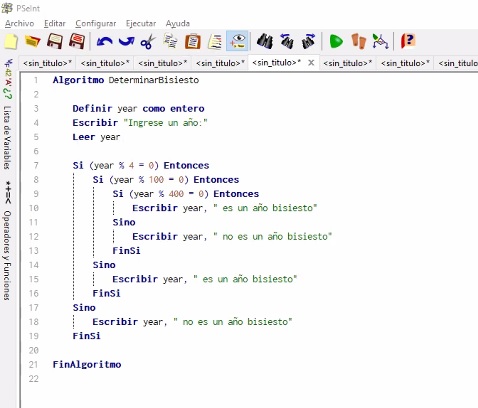 PSeInt
Archivo Editar Configurar Ejecutar Ayuda
<sin_titulo>* <sin_titulo>* <sin_titulo>* <sin_titulo>* <sin_titulo>* X <sin_titulo>* <sin_titulo>* <sin_titulo
Lista de Variables
Operadores y Funciones
1 Algoritmo DeterminarBisiesto
2
3 Definir year como entero
4 Escribir "Ingrese un año:"
5 Leer year
6
7 Si (year % 4 = 0) Entonces
8 Si (year % 100 = 0) Entonces
9 Si (year % 400 = 0) Entonces
10 Escribir year, " es un año bisiesto"
11 Sino
12 Escribir year, " no es un año bisiesto"
13 FinSi
14 Sino
15 Escribir year, " es un año bisiesto"
16 FinSi
17 Sino
18 Escribir year, " no es un año bisiesto"
19 FinSi
20
21 FinAlgoritmo
22